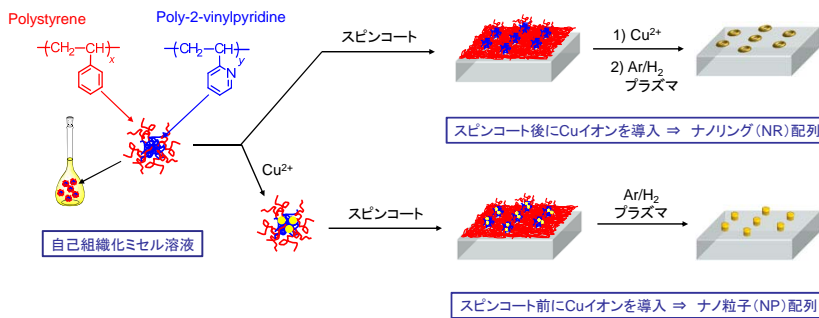 Polystyrene
Poly-2-vinylpyridine
(CH₂-CH)x
(CH₂-CH)y
N
スピンコート
1) Cu²⁺
2) Ar/H₂
プラズマ
スピンコート後にCuイオンを導入 ⇒ ナノリング(NR)配列
Cu²⁺
スピンコート
Ar/H₂
プラズマ
自己組織化ミセル溶液
スピンコート前にCuイオンを導入 ⇒ ナノ粒子(NP)配列